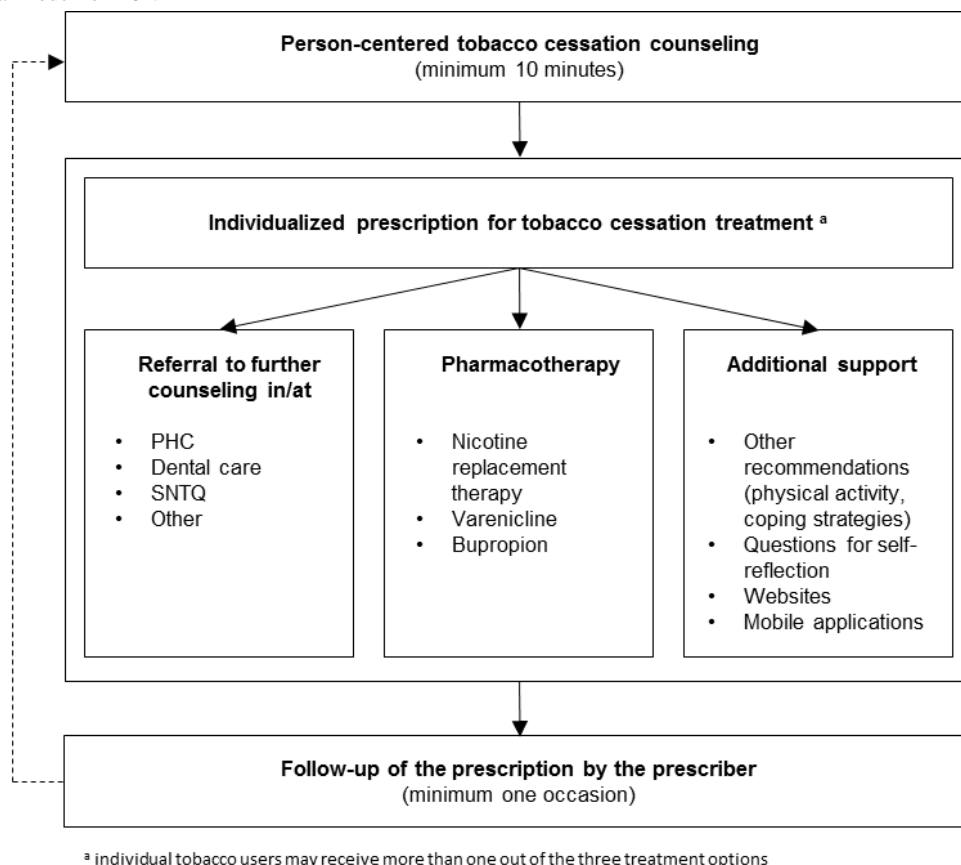 Person-centered tobacco cessation counseling
(minimum 10 minutes)
Individualized prescription for tobacco cessation treatment ᵃ
Referral to further
counseling in/at
• PHC
• Dental care
• SNTQ
• Other
Pharmacotherapy
• Nicotine
replacement
therapy
• Varenicline
• Bupropion
Additional support
• Other
recommendations
(physical activity,
coping strategies)
• Questions for self-
reflection
• Websites
• Mobile applications
Follow-up of the prescription by the prescriber
(minimum one occasion)
ᵃ individual tobacco users may receive more than one out of the three treatment options